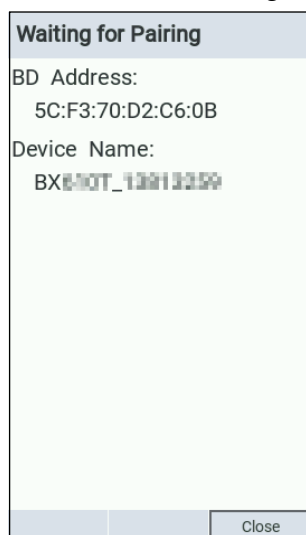 Waiting for Pairing
BD Address:
5C:F3:70:D2:C6:0B
Device Name:
Close